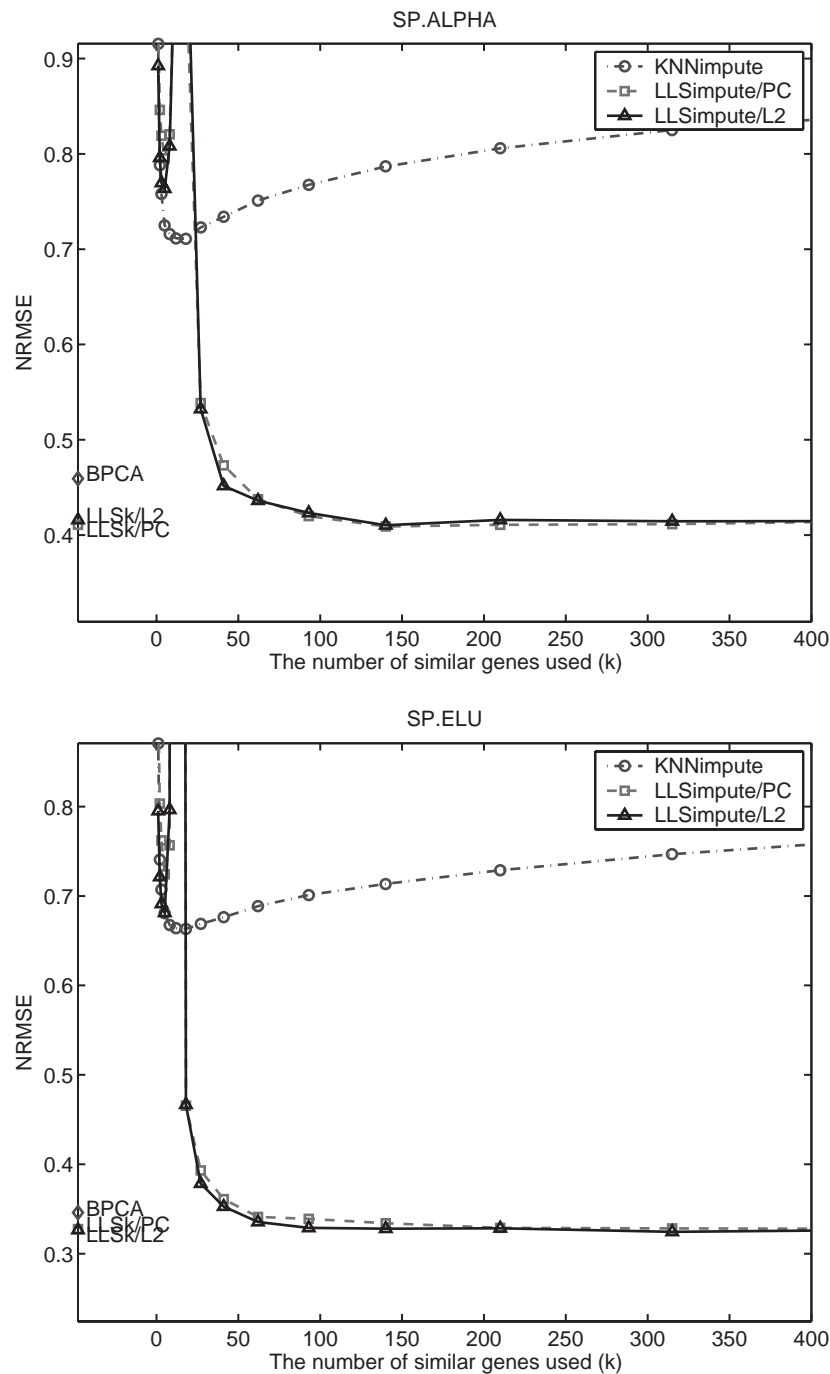 SP.ALPHA
0.9
0.8
0.7
0.6
0.5
0.4
NRMSE
KNNimpute
LLSimpute/PC
LLSimpute/L2
BPCA
LLSk/L2
LLSk/PC
0 50 100 150 200 250 300 350 400
The number of similar genes used (k)
SP.ELU
0.8
0.7
0.6
0.5
0.4
0.3
NRMSE
KNNimpute
LLSimpute/PC
LLSimpute/L2
BPCA
LLSk/PC
LLSk/L2
0 50 100 150 200 250 300 350 400
The number of similar genes used (k)